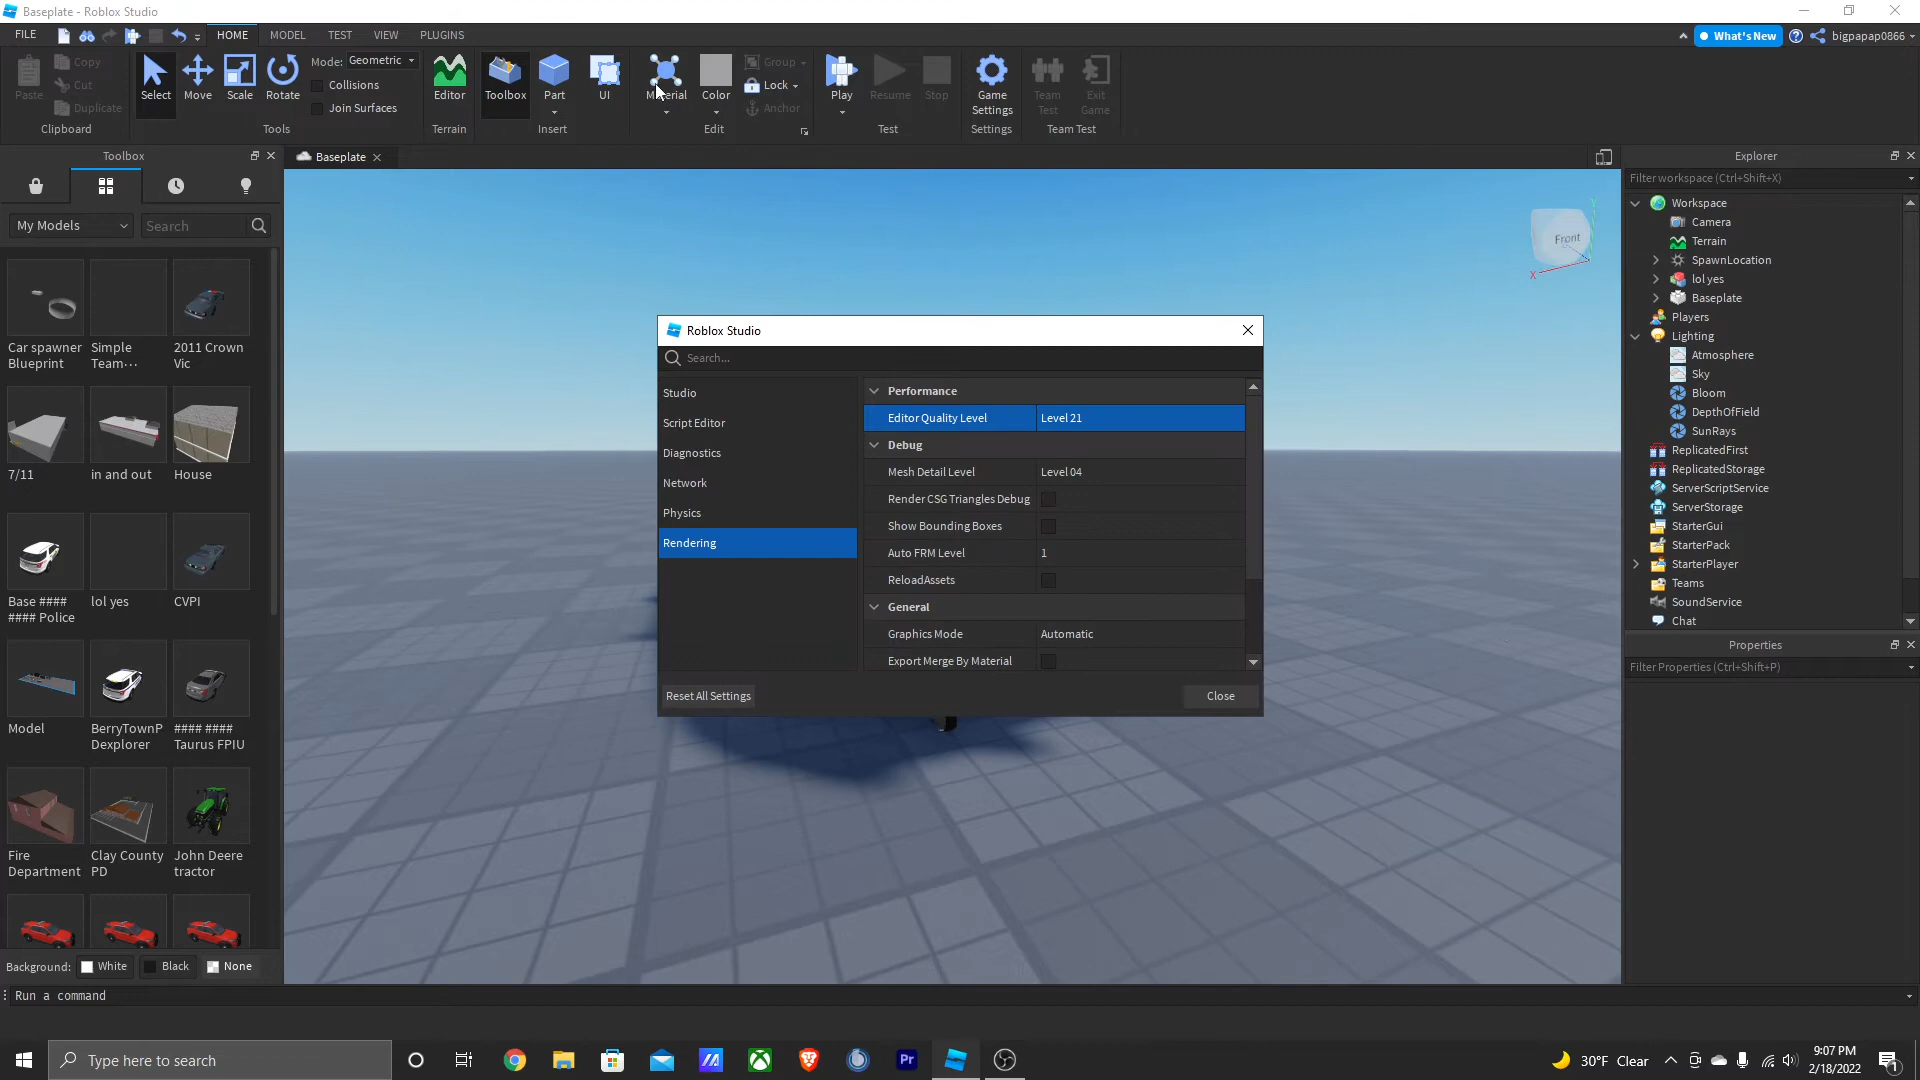 Baseplate - Roblox Studio
FILE HOME MODEL TEST VIEW PLUGINS What's New bigpapap0866
Paste Copy Cut Duplicate
Clipboard
Select Move Scale Rotate
Mode: Geometric
Collisions
Join Surfaces
Tools
Editor
Terrain
Toolbox Part UI
Insert
Material Color
Group
Lock
Anchor
Edit
Play Resume Stop
Test
Game Settings
Settings
Team Test
Exit Game
Team Test
Toolbox
My Models Search
Car spawner Blueprint
Simple Team...
2011 Crown Vic
7/11
in and out
House
Base #### #### Police
lol yes
CVPI
Model
BerryTownP Dexplorer
#### #### Taurus FPIU
Fire Department
Clay County PD
John Deere tractor
Background: White Black None
Baseplate
Front
Y
X
Roblox Studio
Search...
Studio
Script Editor
Diagnostics
Network
Physics
Rendering
Performance
Editor Quality Level Level 21
Debug
Mesh Detail Level Level 04
Render CSG Triangles Debug
Show Bounding Boxes
Auto FRM Level 1
ReloadAssets
General
Graphics Mode Automatic
Export Merge By Material
Reset All Settings Close
Explorer
Filter workspace (Ctrl+Shift+X)
Workspace
Camera
Terrain
SpawnLocation
lol yes
Baseplate
Players
Lighting
Atmosphere
Sky
Bloom
DepthOfField
SunRays
ReplicatedFirst
ReplicatedStorage
ServerScriptService
ServerStorage
StarterGui
StarterPack
StarterPlayer
Teams
SoundService
Chat
Properties
Filter Properties (Ctrl+Shift+P)
Run a command
Type here to search
Pr
30°F Clear
9:07 PM
2/18/2022
1